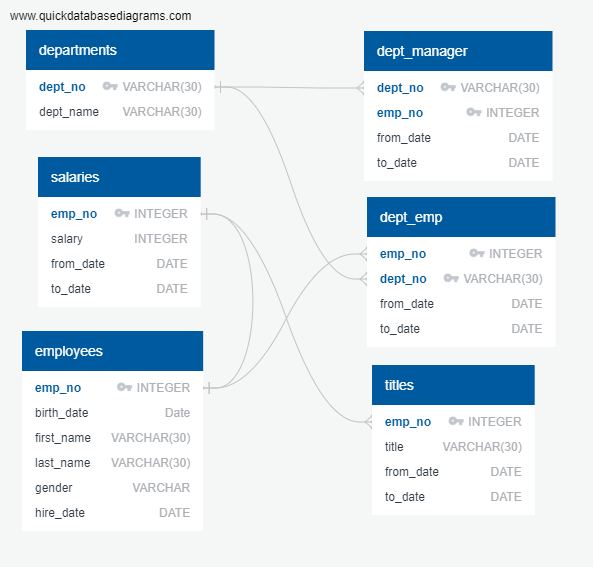 www.quickdatabasediagrams.com
departments
dept_no VARCHAR(30)
dept_name VARCHAR(30)
salaries
emp_no INTEGER
salary INTEGER
from_date DATE
to_date DATE
employees
emp_no INTEGER
birth_date Date
first_name VARCHAR(30)
last_name VARCHAR(30)
gender VARCHAR
hire_date DATE
dept_manager
dept_no VARCHAR(30)
emp_no INTEGER
from_date DATE
to_date DATE
dept_emp
emp_no INTEGER
dept_no VARCHAR(30)
from_date DATE
to_date DATE
titles
emp_no INTEGER
title VARCHAR(30)
from_date DATE
to_date DATE